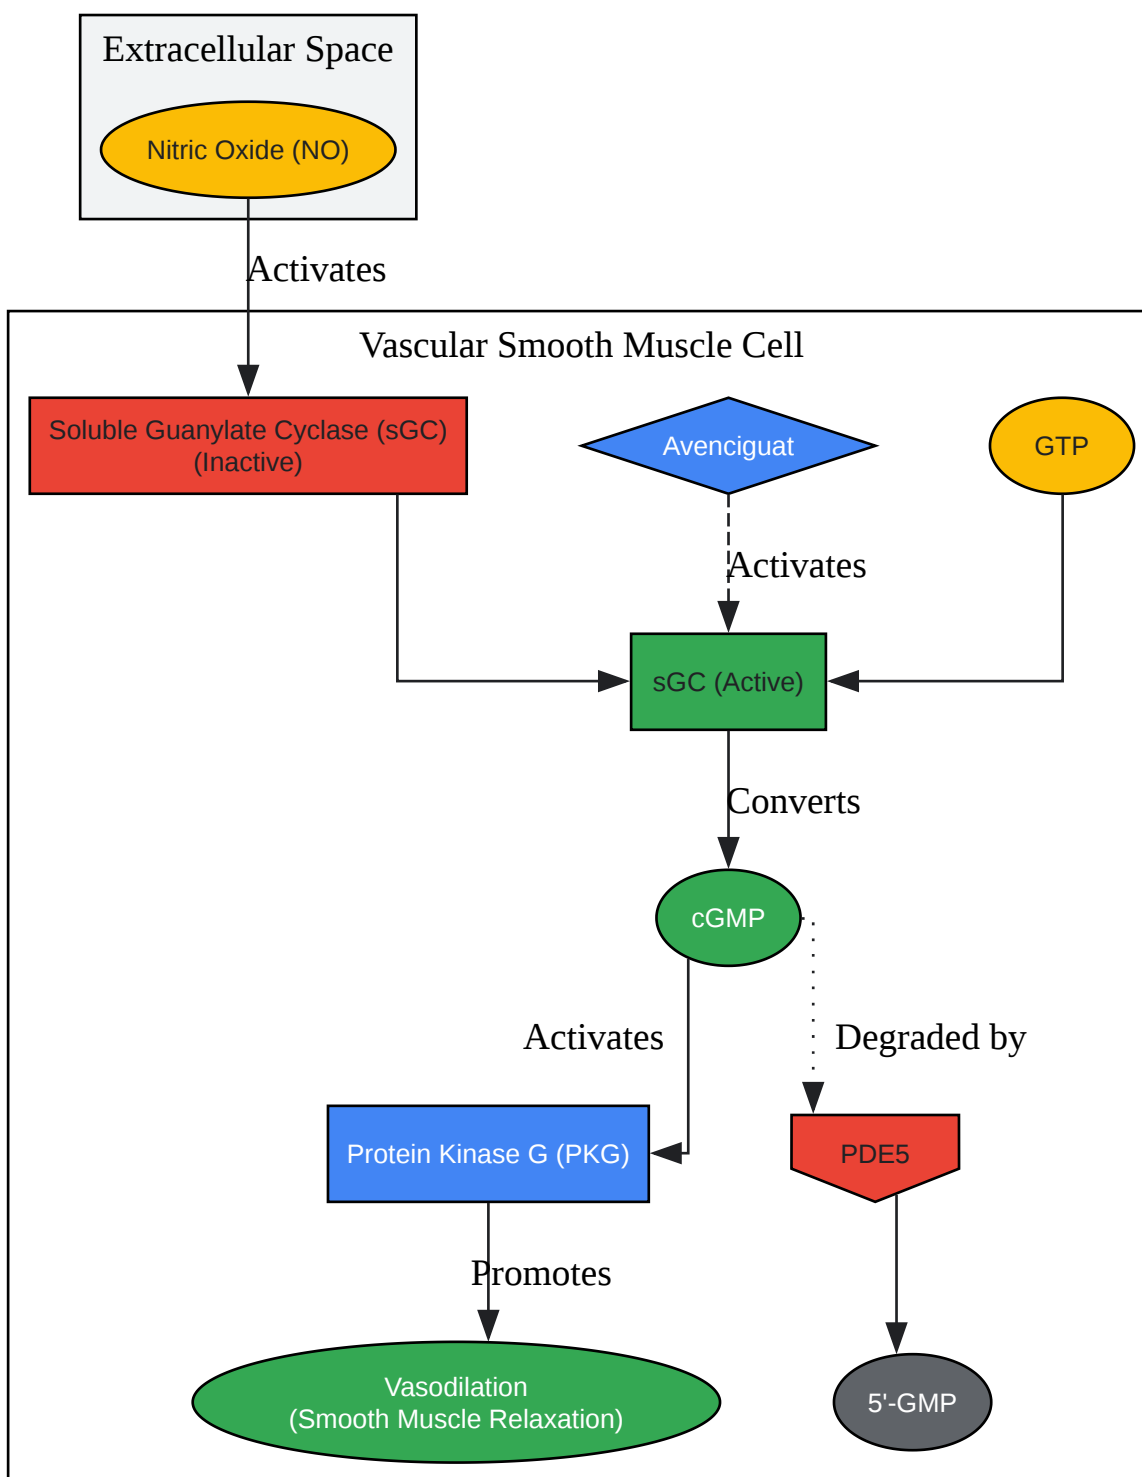 Extracellular Space
Nitric Oxide (NO)
Activates
Vascular Smooth Muscle Cell
Soluble Guanylate Cyclase (sGC)
(Inactive)
Avenciguat
GTP
Activates
sGC (Active)
Converts
cGMP
Activates
Degraded by
Protein Kinase G (PKG)
PDE5
Promotes
Vasodilation
(Smooth Muscle Relaxation)
5'-GMP